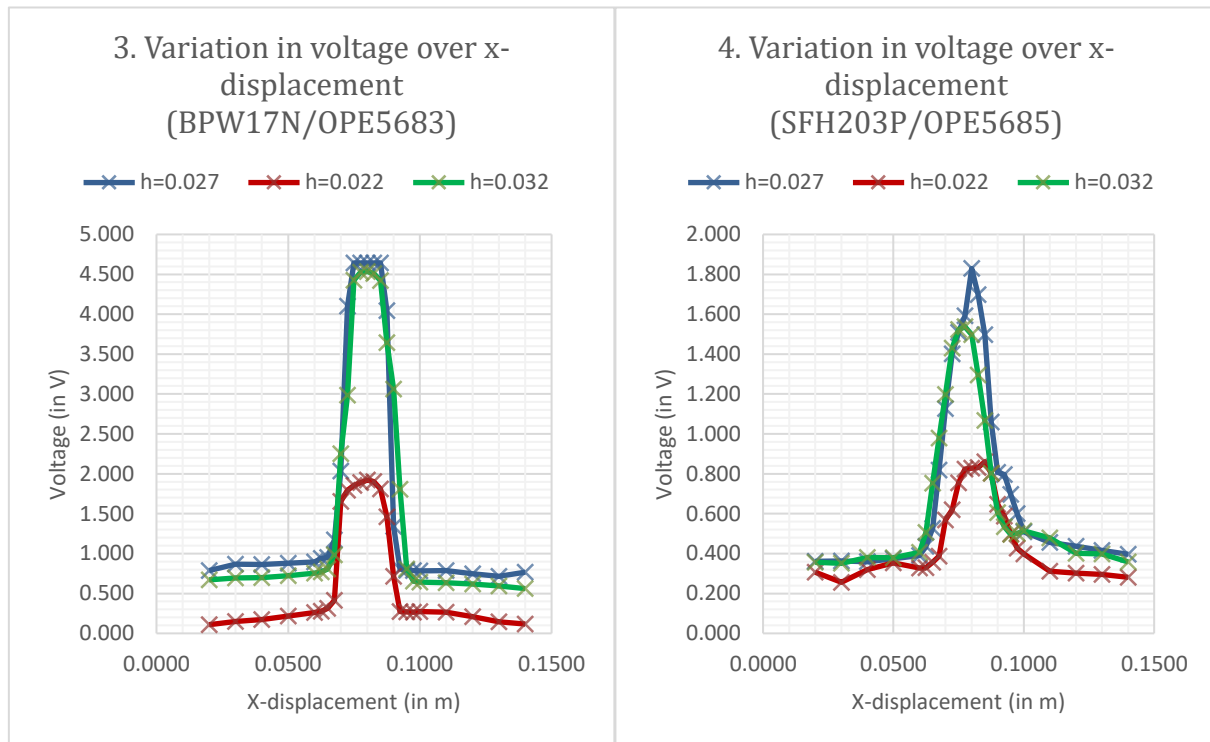 3. Variation in voltage over x-
displacement
(BPW17N/OPE5683)
h=0.027 h=0.022 h=0.032
5.000
4.500
4.000
3.500
3.000
2.500
2.000
1.500
1.000
0.500
0.000
Voltage (in V)
0.0000 0.0500 0.1000 0.1500
X-displacement (in m)
4. Variation in voltage over x-
displacement
(SFH203P/OPE5685)
h=0.027 h=0.022 h=0.032
2.000
1.800
1.600
1.400
1.200
1.000
0.800
0.600
0.400
0.200
0.000
Voltage (in V)
0.0000 0.0500 0.1000 0.1500
X-displacement (in m)